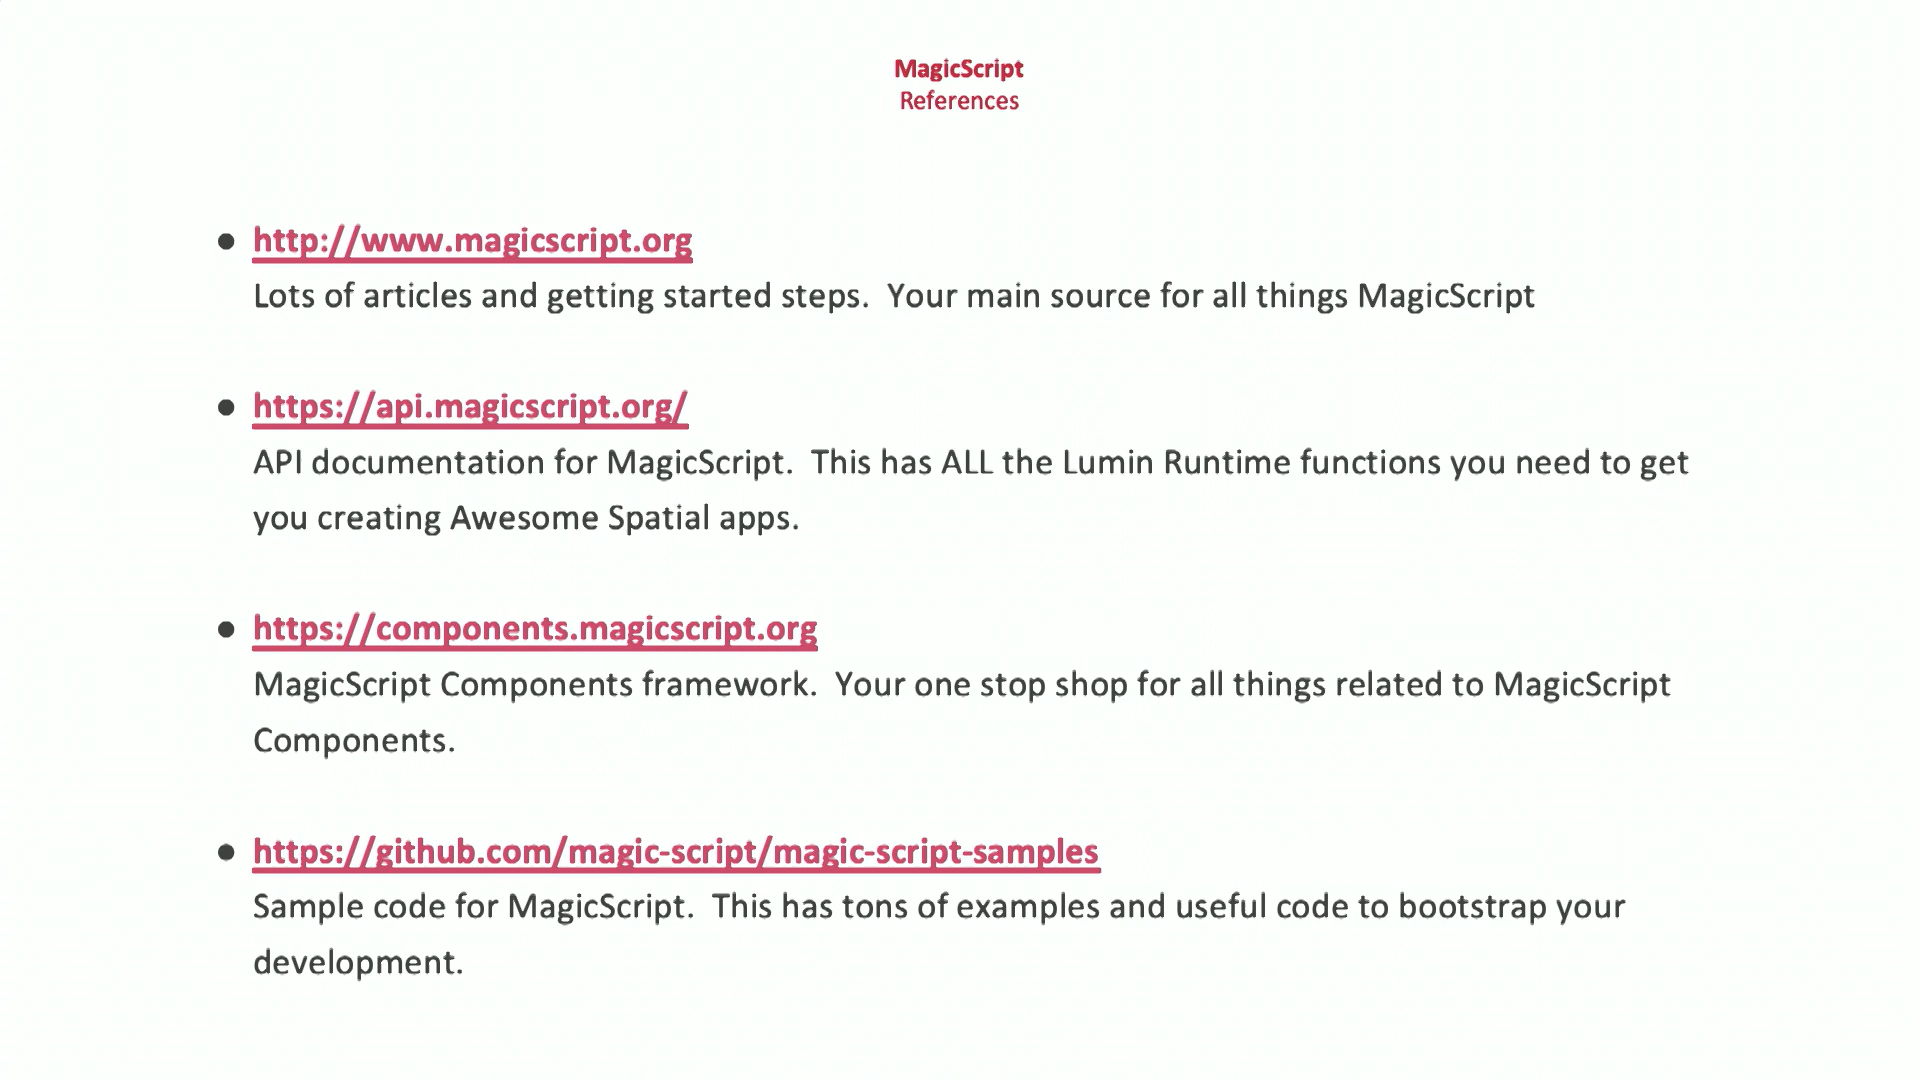 MagicScript
References
● http://www.magicscript.org
Lots of articles and getting started steps.  Your main source for all things MagicScript
● https://api.magicscript.org/
API documentation for MagicScript.  This has ALL the Lumin Runtime functions you need to get
you creating Awesome Spatial apps.
● https://components.magicscript.org
MagicScript Components framework.  Your one stop shop for all things related to MagicScript
Components.
● https://github.com/magic-script/magic-script-samples
Sample code for MagicScript.  This has tons of examples and useful code to bootstrap your
development.